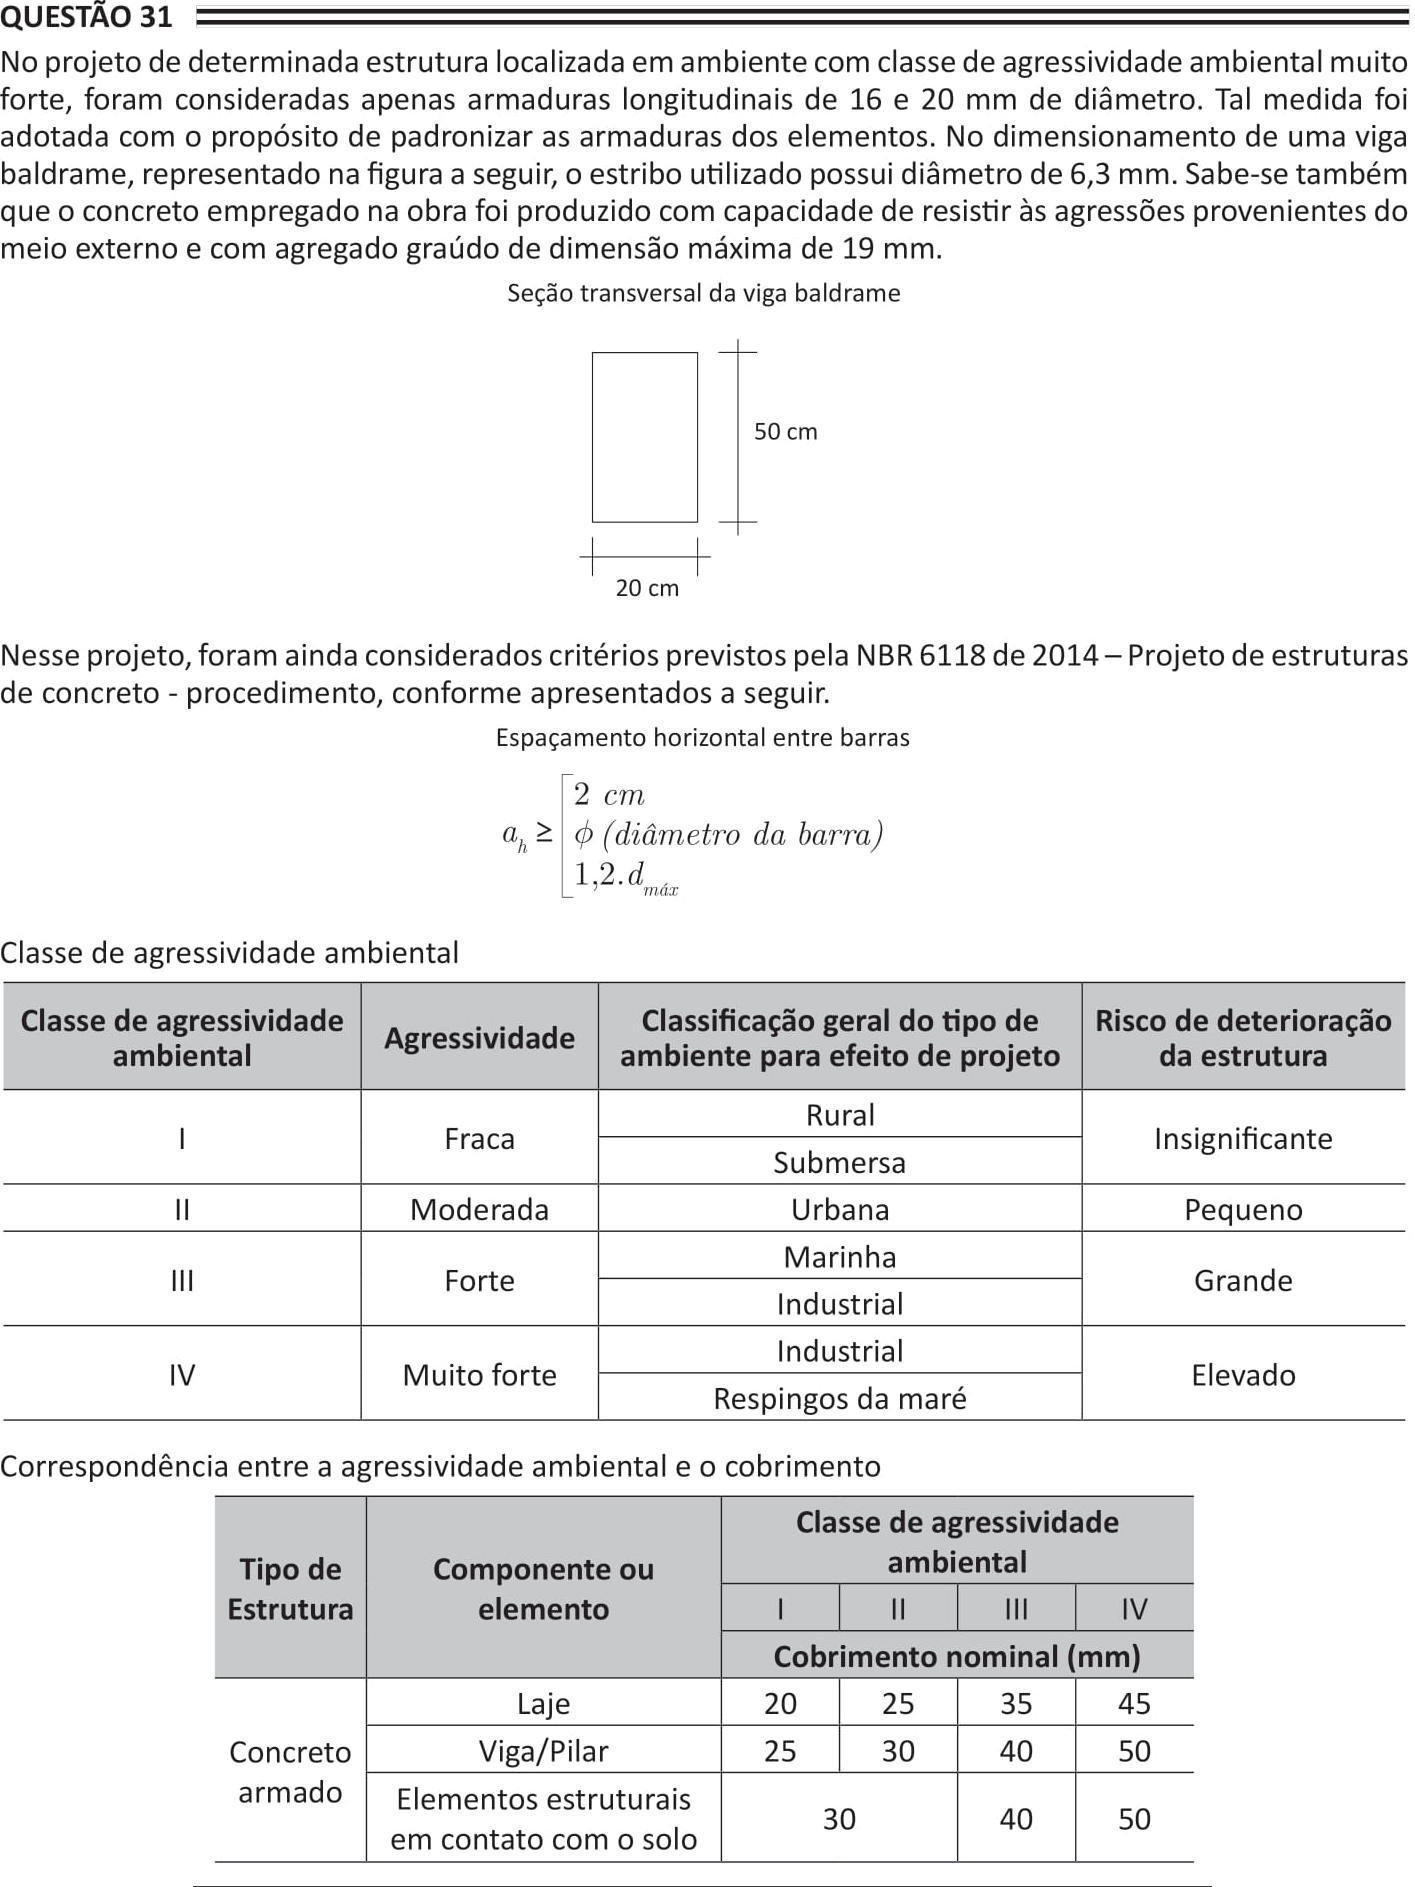 QUESTÃO 31
No projeto de determinada estrutura localizada em ambiente com classe de agressividade ambiental muito
forte, foram consideradas apenas armaduras longitudinais de 16 e 20 mm de diâmetro. Tal medida foi
adotada com o propósito de padronizar as armaduras dos elementos. No dimensionamento de uma viga
baldrame, representado na figura a seguir, o estribo utilizado possui diâmetro de 6,3 mm. Sabe-se também
que o concreto empregado na obra foi produzido com capacidade de resistir às agressões provenientes do
meio externo e com agregado graúdo de dimensão máxima de 19 mm.
Seção transversal da viga baldrame
50 cm
20 cm
Nesse projeto, foram ainda considerados critérios previstos pela NBR 6118 de 2014 – Projeto de estruturas
de concreto - procedimento, conforme apresentados a seguir.
Espaçamento horizontal entre barras
2 cm
a_h ≥ ϕ (diâmetro da barra)
1,2.d_máx
Classe de agressividade ambiental
Classe de agressividade ambiental | Agressividade | Classificação geral do tipo de ambiente para efeito de projeto | Risco de deterioração da estrutura
I | Fraca | Rural | Insignificante
Submersa
II | Moderada | Urbana | Pequeno
III | Forte | Marinha | Grande
Industrial
IV | Muito forte | Industrial | Elevado
Respingos da maré
Correspondência entre a agressividade ambiental e o cobrimento
Tipo de Estrutura | Componente ou elemento | Classe de agressividade ambiental
I | II | III | IV
Cobrimento nominal (mm)
Concreto armado | Laje | 20 | 25 | 35 | 45
Viga/Pilar | 25 | 30 | 40 | 50
Elementos estruturais em contato com o solo | 30 | 40 | 50